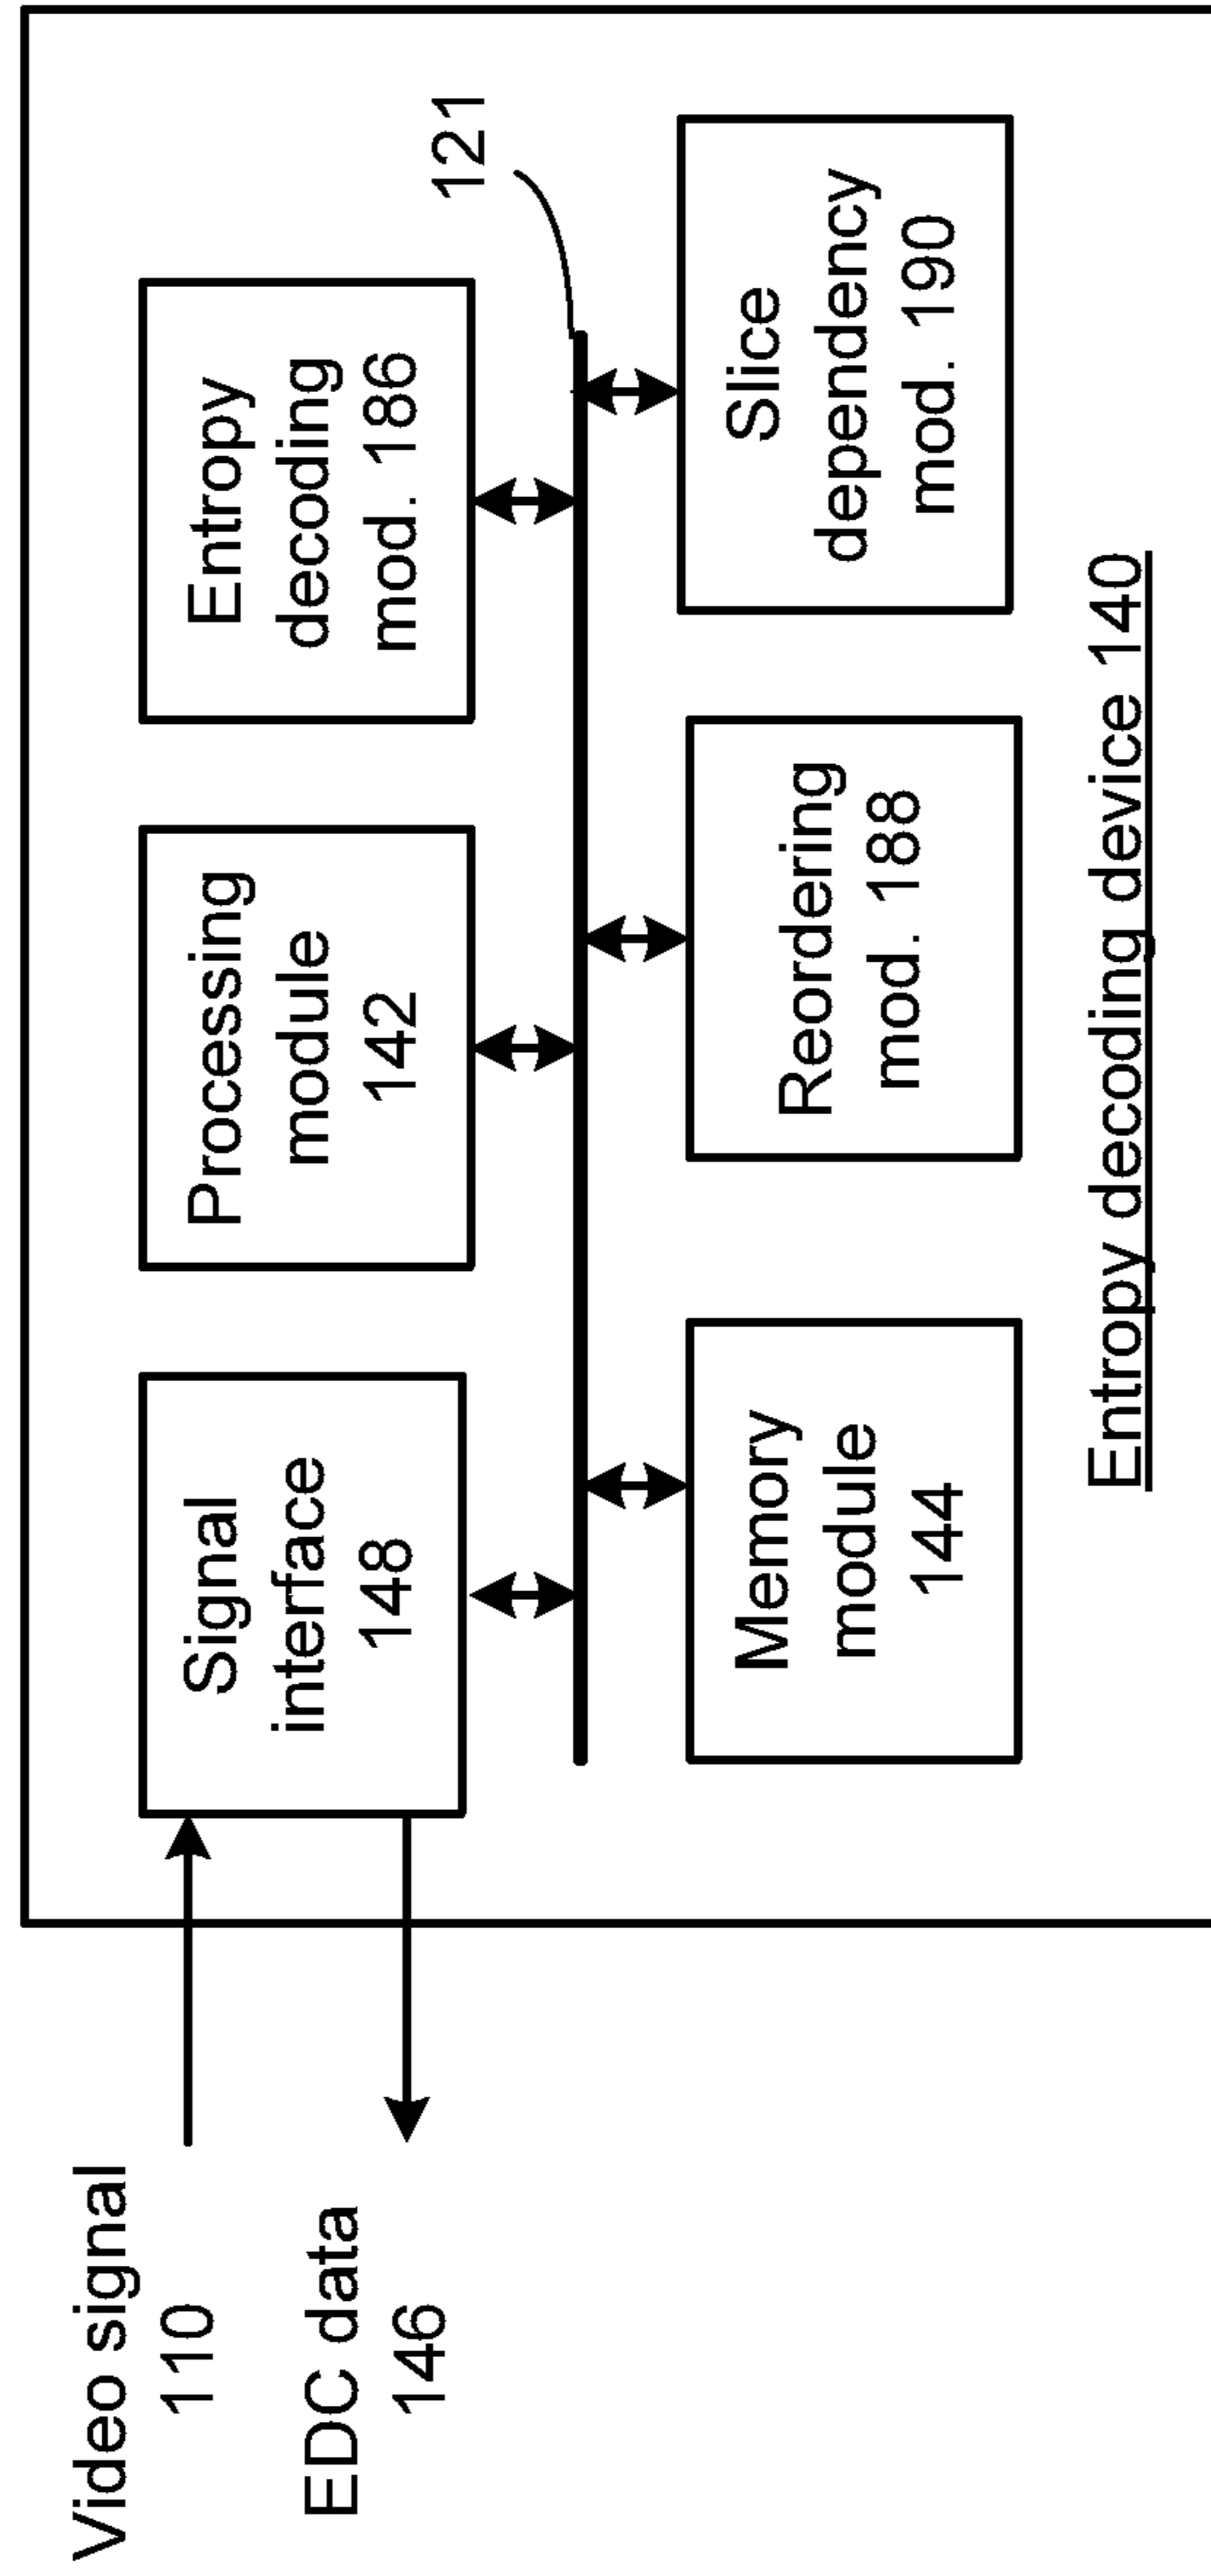 Video signal
110
EDC data
146
Signal
interface
148
Processing
module
142
Entropy
decoding
mod. 186
121
Memory
module
144
Reordering
mod. 188
Slice
dependency
mod. 190
Entropy decoding device 140